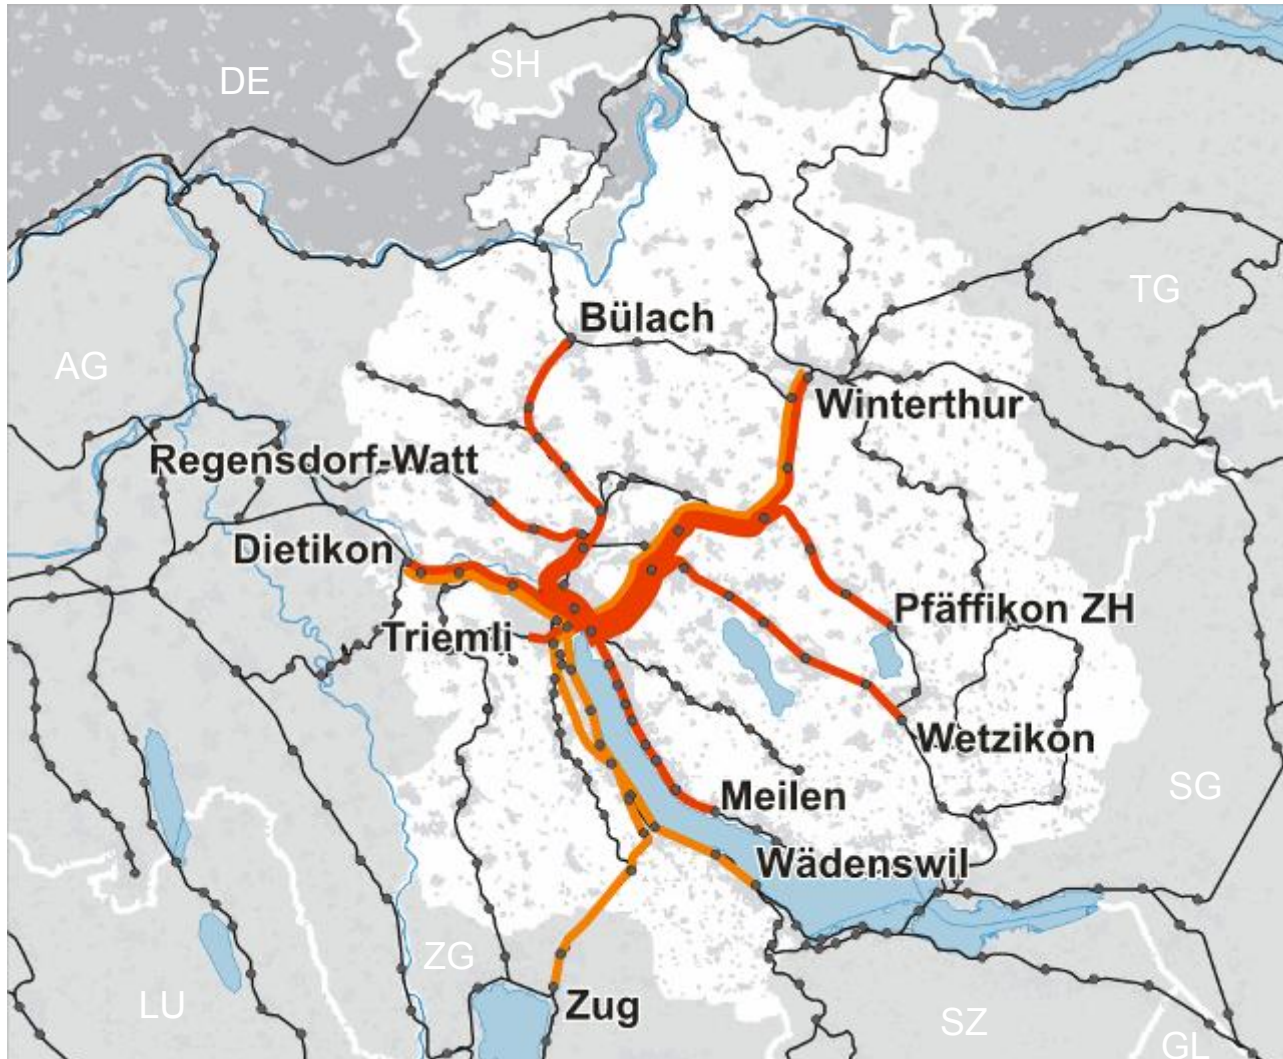 SH
DE
TG
Bülach
AG
Winterthur
Regensdorf-Watt
Dietikon
Pfäffikon ZH
Triemli
Wetzikon
SG
Meilen
Wädenswil
ZG
LU
Zug
SZ
GL